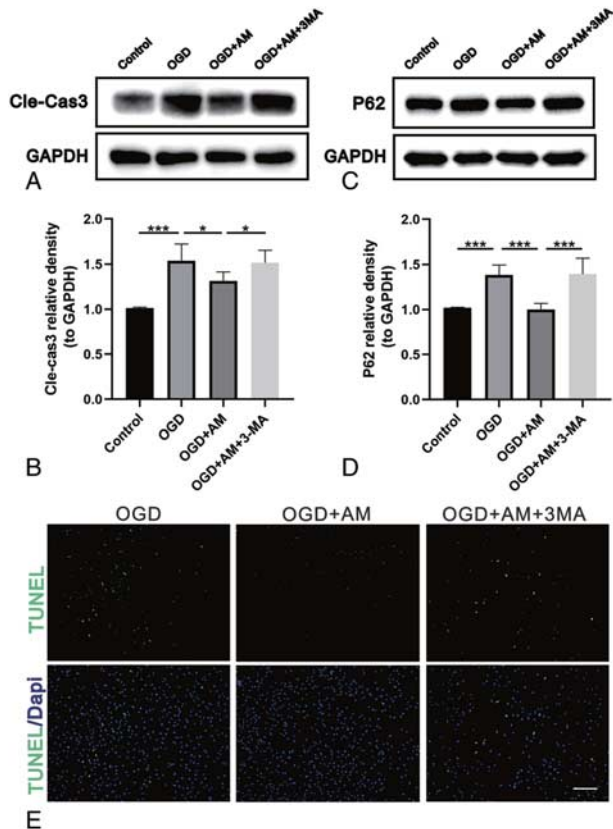 Control OGD OGD+AM OGD+AM+3MA
Cle-Cas3
GAPDH
A
Control OGD OGD+AM OGD+AM+3MA
P62
GAPDH
C
Cle-cas3 relative density
(to GAPDH)
2.0
1.5
1.0
0.5
0.0
*** * *
Control OGD OGD+AM OGD+AM+3-MA
B
P62 relative density
(to GAPDH)
2.0
1.5
1.0
0.5
0.0
*** *** ***
Control OGD OGD+AM OGD+AM+3-MA
D
OGD OGD+AM OGD+AM+3MA
TUNEL
TUNEL/Dapi
E